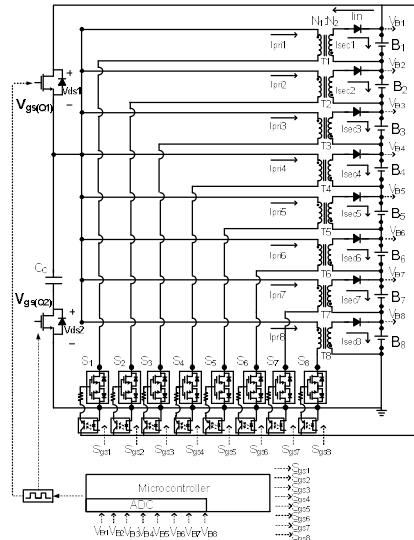 Iin
N₁:N₂
Ipri1
Isec1
VB1
B₁
T1
VB2
Ipri2
Isec2
B₂
T2
VB3
Vgs(Q1)
Vds1
+
−
Ipri3
Isec3
B₃
T3
VB4
Ipri4
Isec4
B₄
T4
VB5
Ipri5
Isec5
B₅
T5
VB6
Ipri6
Isec6
B₆
T6
VB7
Cc
Ipri7
Isec7
B₇
T7
VB8
Vgs(Q2)
+
Vds2
−
Ipri8
Isec8
B₈
T8
S₁ S₂ S₃ S₄ S₅ S₆ S₇ S₈
Sgs1 Sgs2 Sgs3 Sgs4 Sgs5 Sgs6 Sgs7 Sgs8
Microcontroller
ADC
Sgs1
Sgs2
Sgs3
Sgs4
Sgs5
Sgs6
Sgs7
Sgs8
VB1 VB2 VB3 VB4 VB5 VB6 VB7 VB8